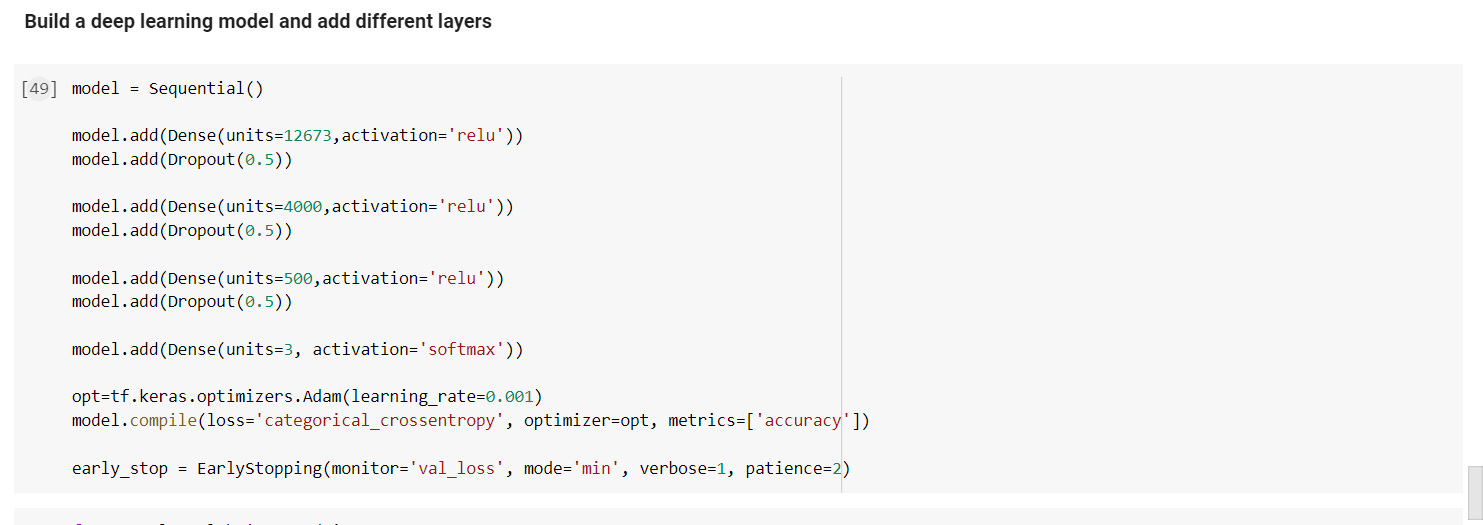 Build a deep learning model and add different layers
[49] model = Sequential()
model.add(Dense(units=12673,activation='relu'))
model.add(Dropout(0.5))
model.add(Dense(units=4000,activation='relu'))
model.add(Dropout(0.5))
model.add(Dense(units=500,activation='relu'))
model.add(Dropout(0.5))
model.add(Dense(units=3, activation='softmax'))
opt=tf.keras.optimizers.Adam(learning_rate=0.001)
model.compile(loss='categorical_crossentropy', optimizer=opt, metrics=['accuracy'])
early_stop = EarlyStopping(monitor='val_loss', mode='min', verbose=1, patience=2)